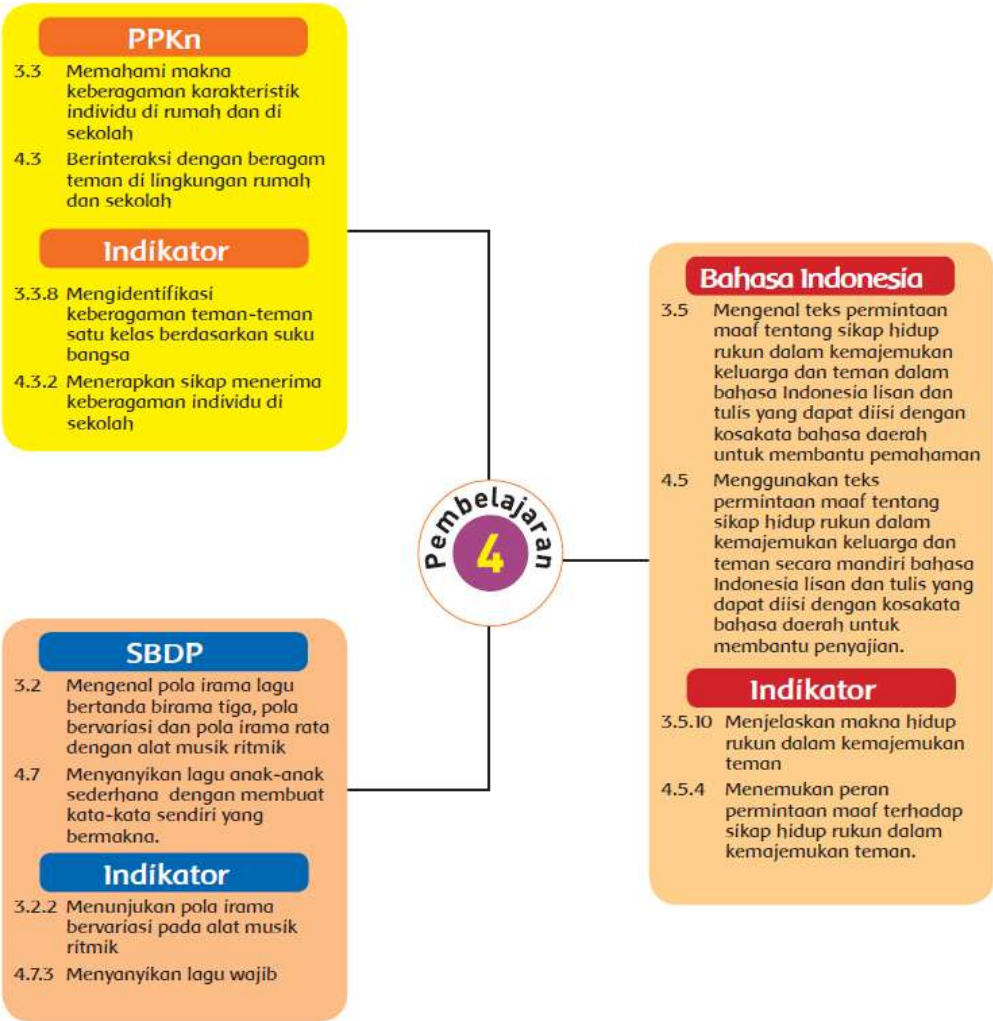 PPKn
3.3 Memahami makna
keberagaman karakteristik
individu di rumah dan di
sekolah
4.3 Berinteraksi dengan beragam
teman di lingkungan rumah
dan sekolah
Indikator
3.3.8 Mengidentifikasi
keberagaman teman-teman
satu kelas berdasarkan suku
bangsa
4.3.2 Menerapkan sikap menerima
keberagaman individu di
sekolah
Pembelajaran
4
SBDP
3.2 Mengenal pola irama lagu
bertanda birama tiga, pola
bervariasi dan pola irama rata
dengan alat musik ritmik
4.7 Menyanyikan lagu anak-anak
sederhana dengan membuat
kata-kata sendiri yang
bermakna.
Indikator
3.2.2 Menunjukan pola irama
bervariasi pada alat musik
ritmik
4.7.3 Menyanyikan lagu wajib
Bahasa Indonesia
3.5 Mengenal teks permintaan
maaf tentang sikap hidup
rukun dalam kemajemukan
keluarga dan teman dalam
bahasa Indonesia lisan dan
tulis yang dapat diisi dengan
kosakata bahasa daerah
untuk membantu pemahaman
4.5 Menggunakan teks
permintaan maaf tentang
sikap hidup rukun dalam
kemajemukan keluarga dan
teman secara mandiri bahasa
Indonesia lisan dan tulis yang
dapat diisi dengan kosakata
bahasa daerah untuk
membantu penyajian.
Indikator
3.5.10 Menjelaskan makna hidup
rukun dalam kemajemukan
teman
4.5.4 Menemukan peran
permintaan maaf terhadap
sikap hidup rukun dalam
kemajemukan teman.